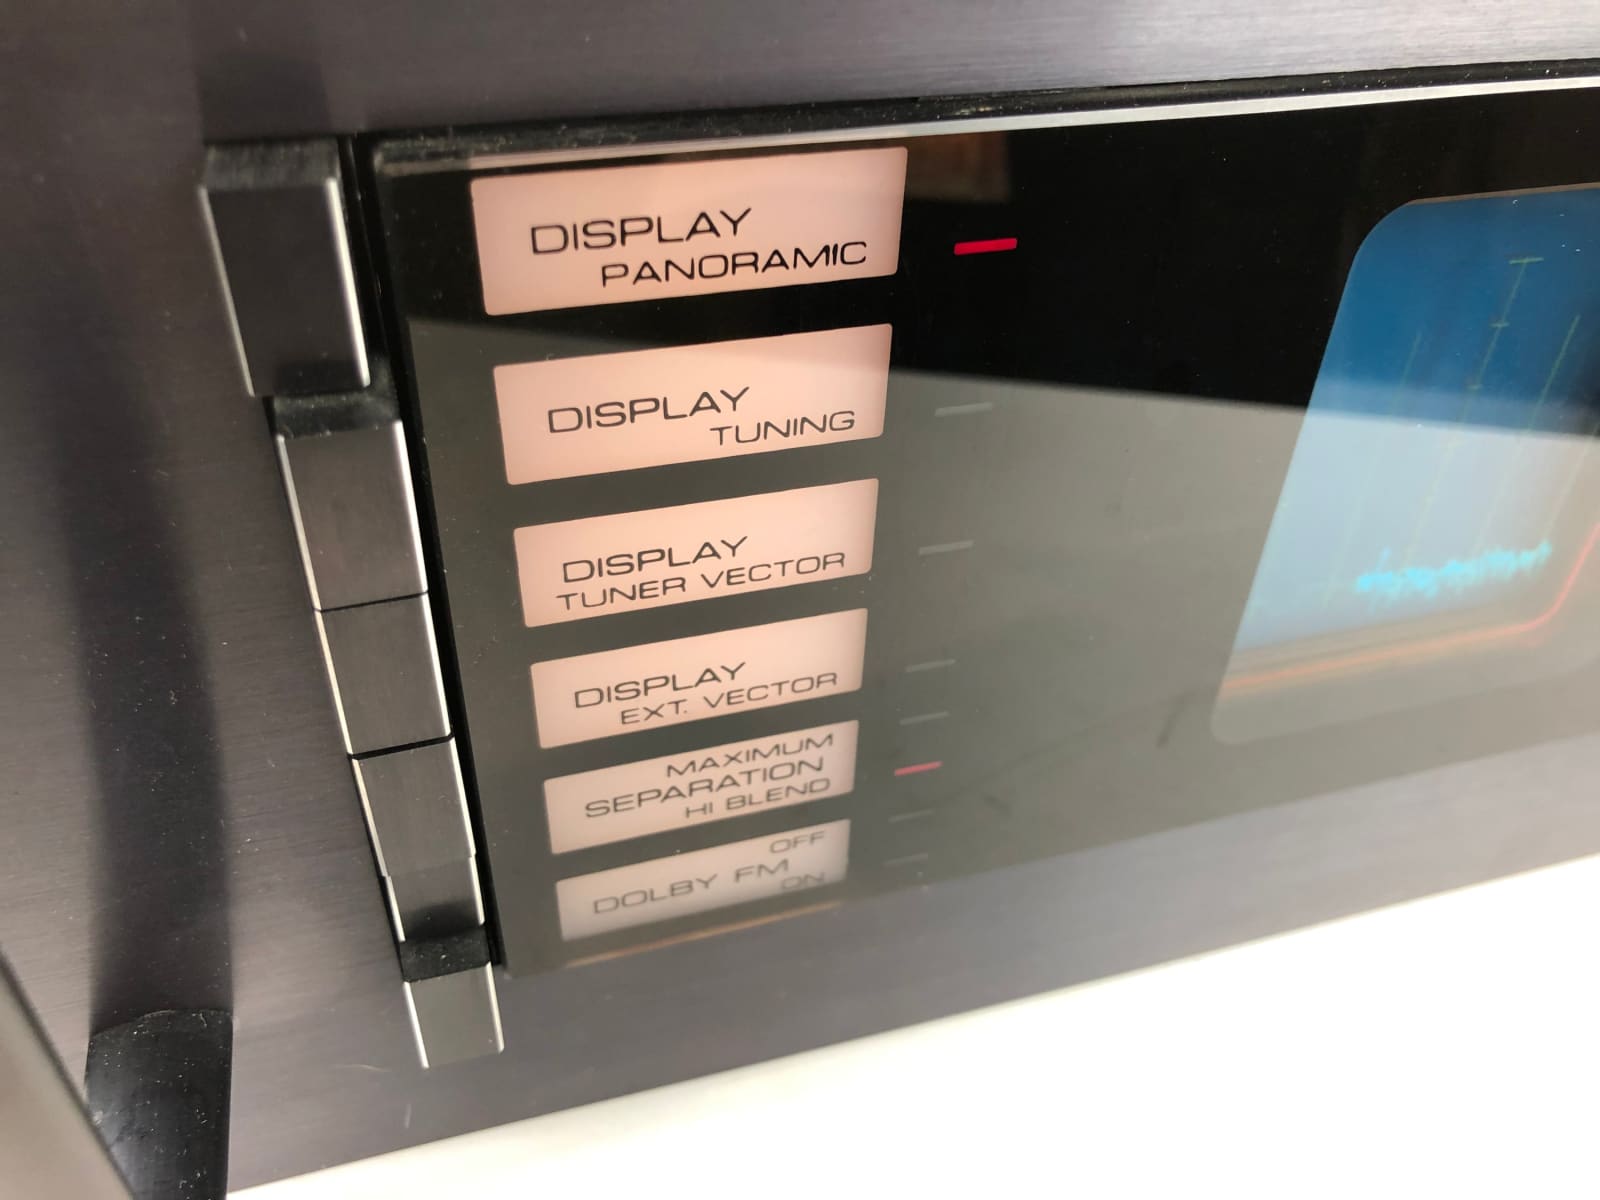 DISPLAY
PANORAMIC
DISPLAY
TUNING
DISPLAY
TUNER VECTOR
DISPLAY
EXT. VECTOR
MAXIMUM
SEPARATION
HI BLEND
OFF
DOLBY FM
ON